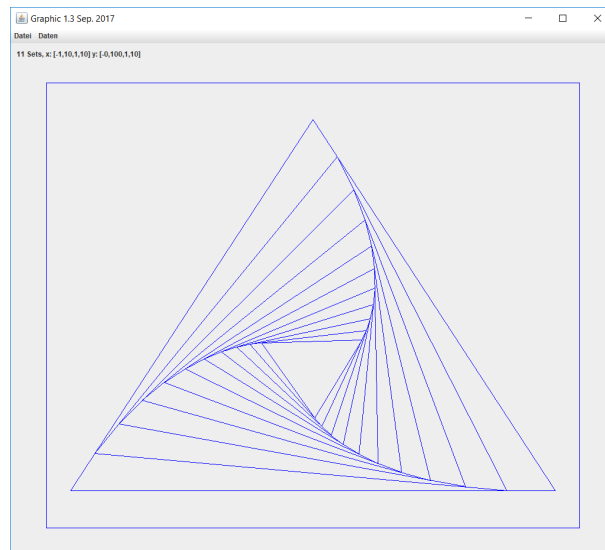 Graphic 1.3 Sep. 2017
Datei Daten
11 Sets, x: [-1,10,1,10] y: [-0,100,1,10]